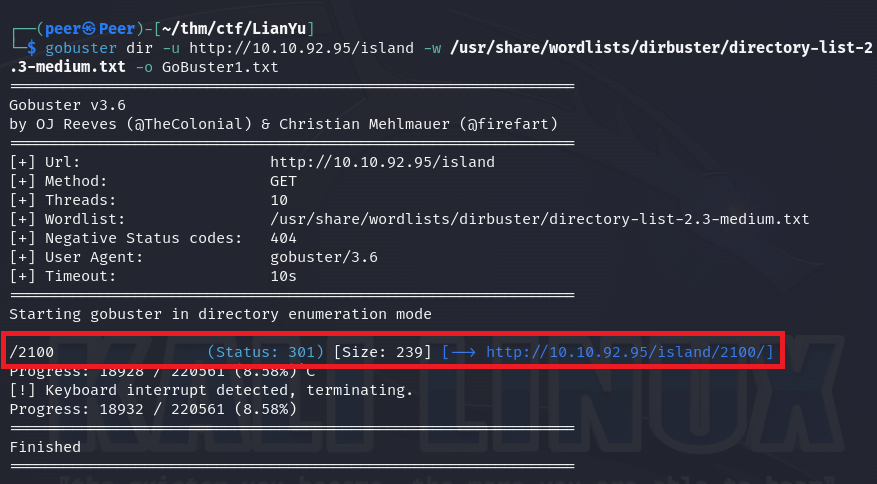 ┌──(peer㉿Peer)-[~/thm/ctf/LianYu]
└─$ gobuster dir -u http://10.10.92.95/island -w /usr/share/wordlists/dirbuster/directory-list-2
.3-medium.txt -o GoBuster1.txt
===============================================================
Gobuster v3.6
by OJ Reeves (@TheColonial) & Christian Mehlmauer (@firefart)
===============================================================
[+] Url:                     http://10.10.92.95/island
[+] Method:                  GET
[+] Threads:                 10
[+] Wordlist:                /usr/share/wordlists/dirbuster/directory-list-2.3-medium.txt
[+] Negative Status codes:   404
[+] User Agent:              gobuster/3.6
[+] Timeout:                 10s
===============================================================
Starting gobuster in directory enumeration mode
===============================================================
/2100                 (Status: 301) [Size: 239] [--> http://10.10.92.95/island/2100/]
Progress: 18928 / 220561 (8.58%)^C
[!] Keyboard interrupt detected, terminating.
Progress: 18932 / 220561 (8.58%)
===============================================================
Finished
===============================================================
KALI LINUX